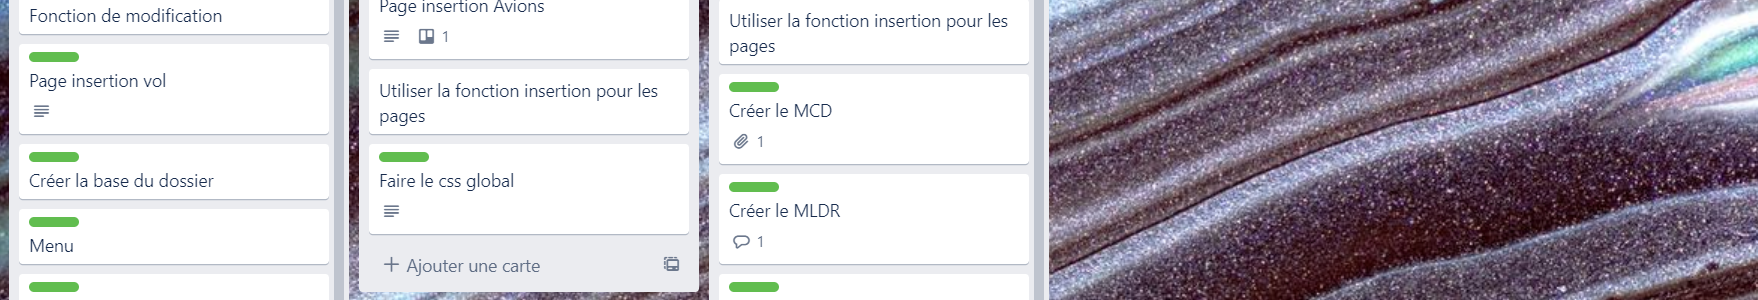 Fonction de modification
Page insertion vol
Créer la base du dossier
Menu
Page insertion Avions
1
Utiliser la fonction insertion pour les
pages
Faire le css global
+ Ajouter une carte
Utiliser la fonction insertion pour les
pages
Créer le MCD
1
Créer le MLDR
1